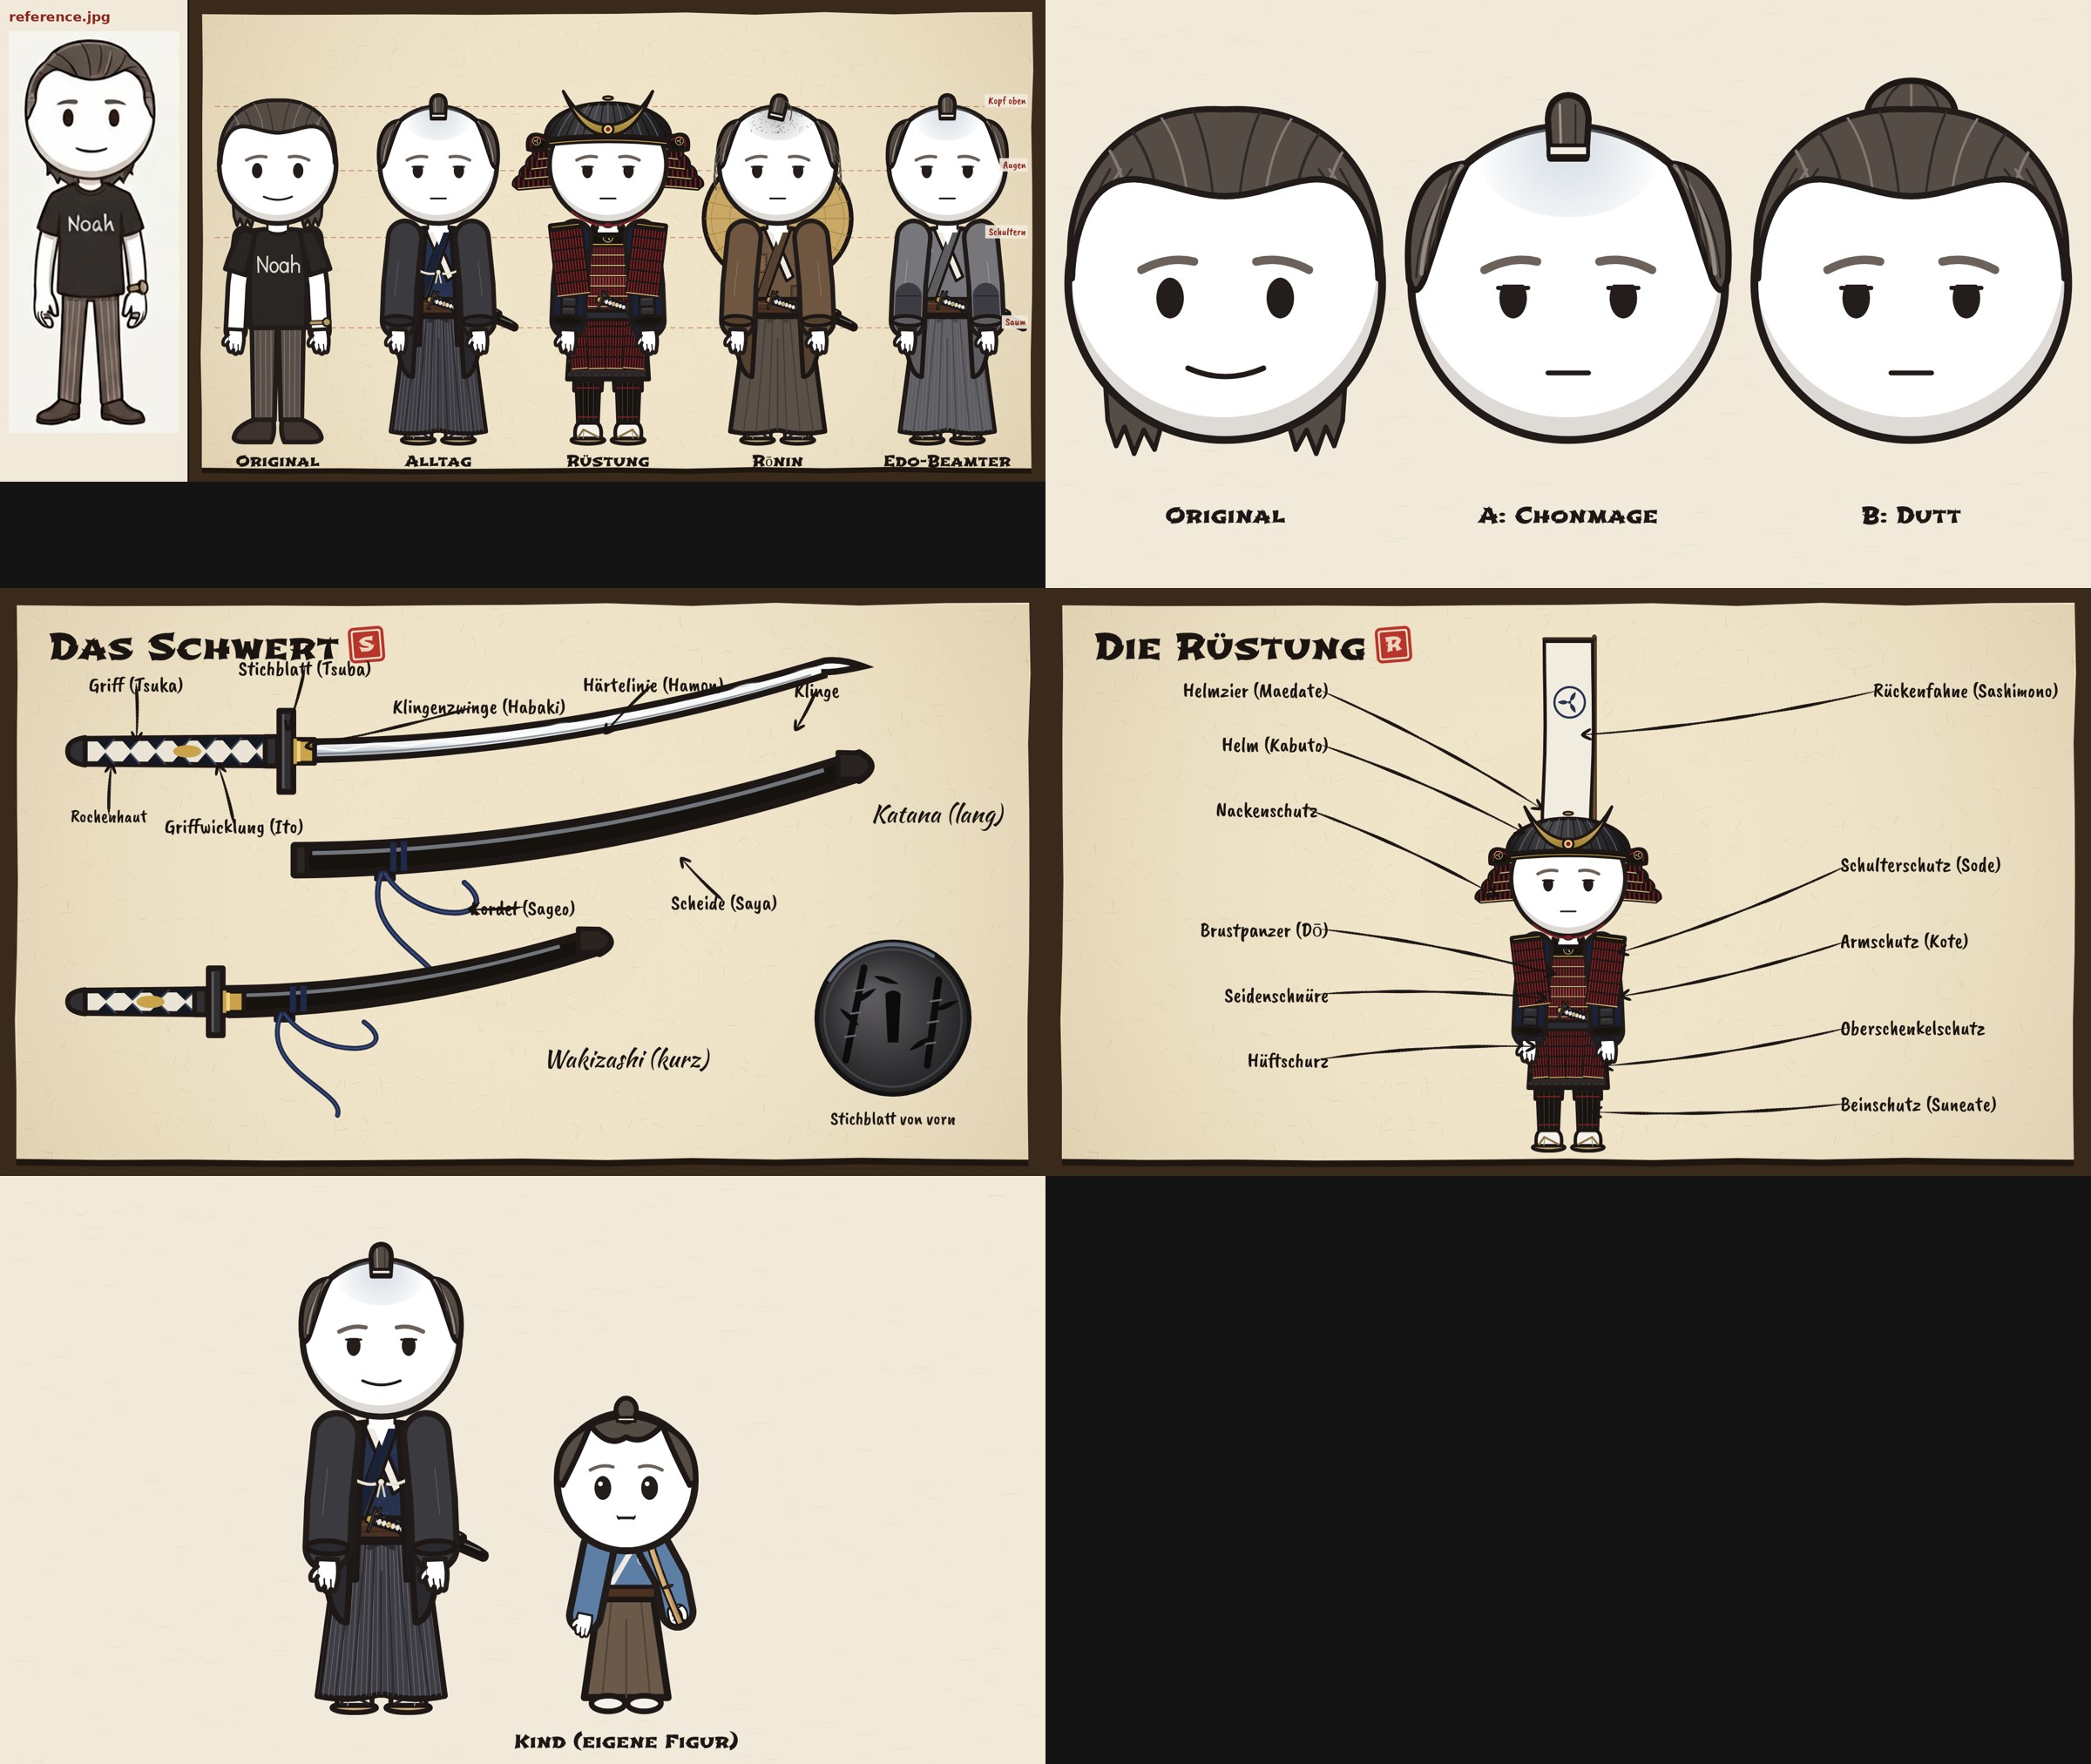 reference.jpg
Noah
Noah
Kopf oben
Augen
Schultern
Saum
Original
Alltag
Rüstung
Rōnin
Edo-Beamter
Original
A: Chonmage
B: Dutt
Das Schwert
S
Stichblatt (Tsuba)
Griff (Tsuka)
Härtelinie (Hamon)
Klinge
Klingenzwinge (Habaki)
Rochenhaut
Griffwicklung (Ito)
Katana (lang)
Scheide (Saya)
Kordel (Sageo)
Wakizashi (kurz)
Stichblatt von vorn
Die Rüstung
R
Helmzier (Maedate)
Rückenfahne (Sashimono)
Helm (Kabuto)
Nackenschutz
Schulterschutz (Sode)
Brustpanzer (Dō)
Armschutz (Kote)
Seidenschnüre
Oberschenkelschutz
Hüftschurz
Beinschutz (Suneate)
Kind (eigene Figur)